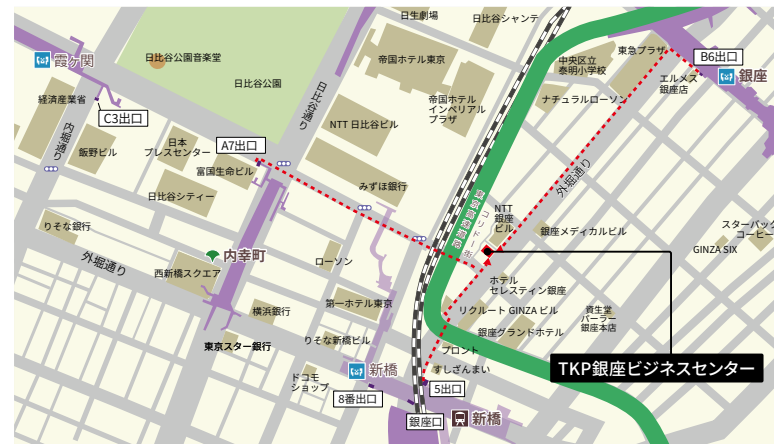 日生劇場
日比谷シャンテ
霞ケ関
日比谷公園音楽堂
帝国ホテル東京
東急プラザ
B6出口
中央区立
泰明小学校
エルメス
銀座店
銀座
日比谷公園
経済産業省
日比谷通り
帝国ホテル
インペリアル
プラザ
ナチュラルローソン
C3出口
内堀通り
NTT 日比谷ビル
飯野ビル
日本
プレスセンター
A7出口
富国生命ビル
みずほ銀行
外堀通り
日比谷シティー
東京高速道路
コリドー街
NTT
銀座
ビル
りそな銀行
銀座メディカルビル
スターバックス
コーヒー
GINZA SIX
外堀通り
内幸町
西新橋スクエア
ローソン
ホテル
セレスティン銀座
第一ホテル東京
横浜銀行
リクルート GINZA ビル
資生堂
パーラー
銀座本店
銀座グランドホテル
東京スター銀行
りそな新橋ビル
プロント
すしざんまい
TKP銀座ビジネスセンター
新橋
ドコモ
ショップ
8番出口
5出口
銀座口
新橋